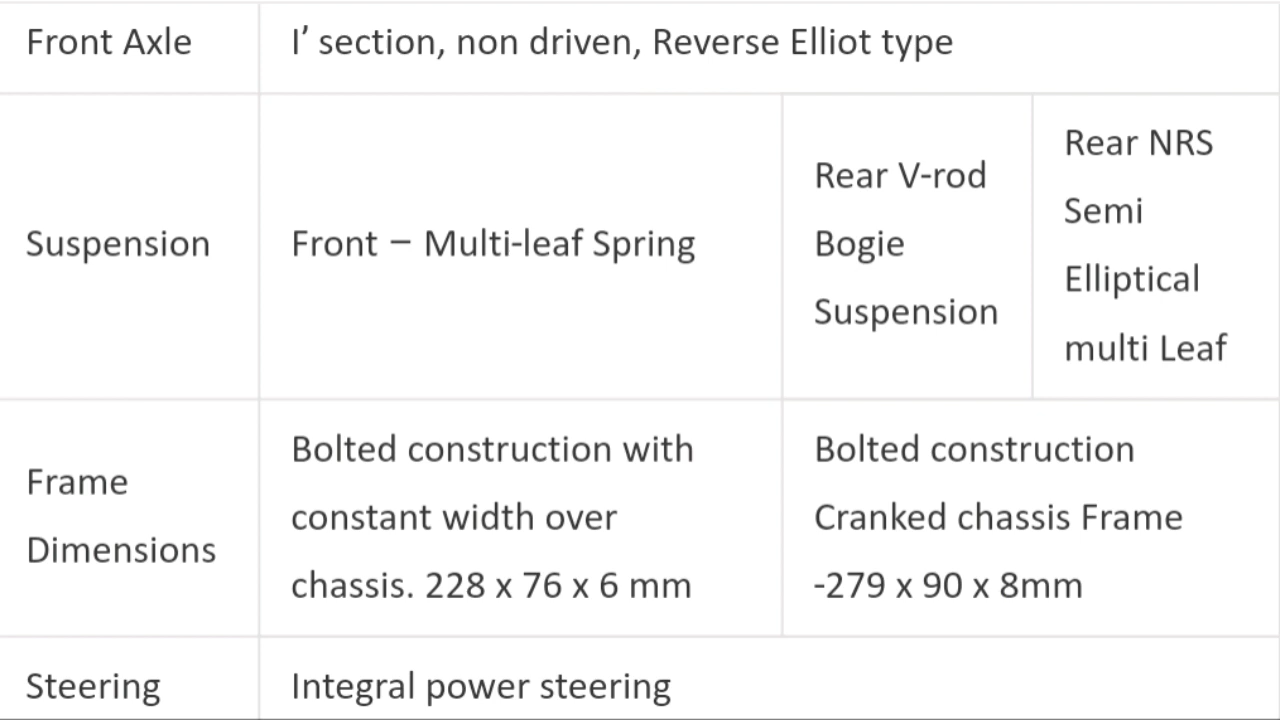 Front Axle
I’ section, non driven, Reverse Elliot type
Suspension
Front – Multi-leaf Spring
Rear V-rod
Bogie
Suspension
Rear NRS
Semi
Elliptical
multi Leaf
Frame
Dimensions
Bolted construction with
constant width over
chassis. 228 x 76 x 6 mm
Bolted construction
Cranked chassis Frame
-279 x 90 x 8mm
Steering
Integral power steering